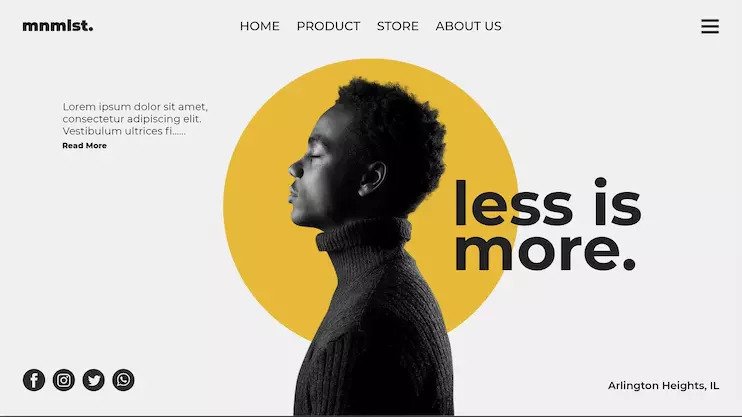 mnmlst.
HOME PRODUCT STORE ABOUT US
Lorem ipsum dolor sit amet,
consectetur adipiscing elit.
Vestibulum ultrices fi......
Read More
less is
more.
Arlington Heights, IL